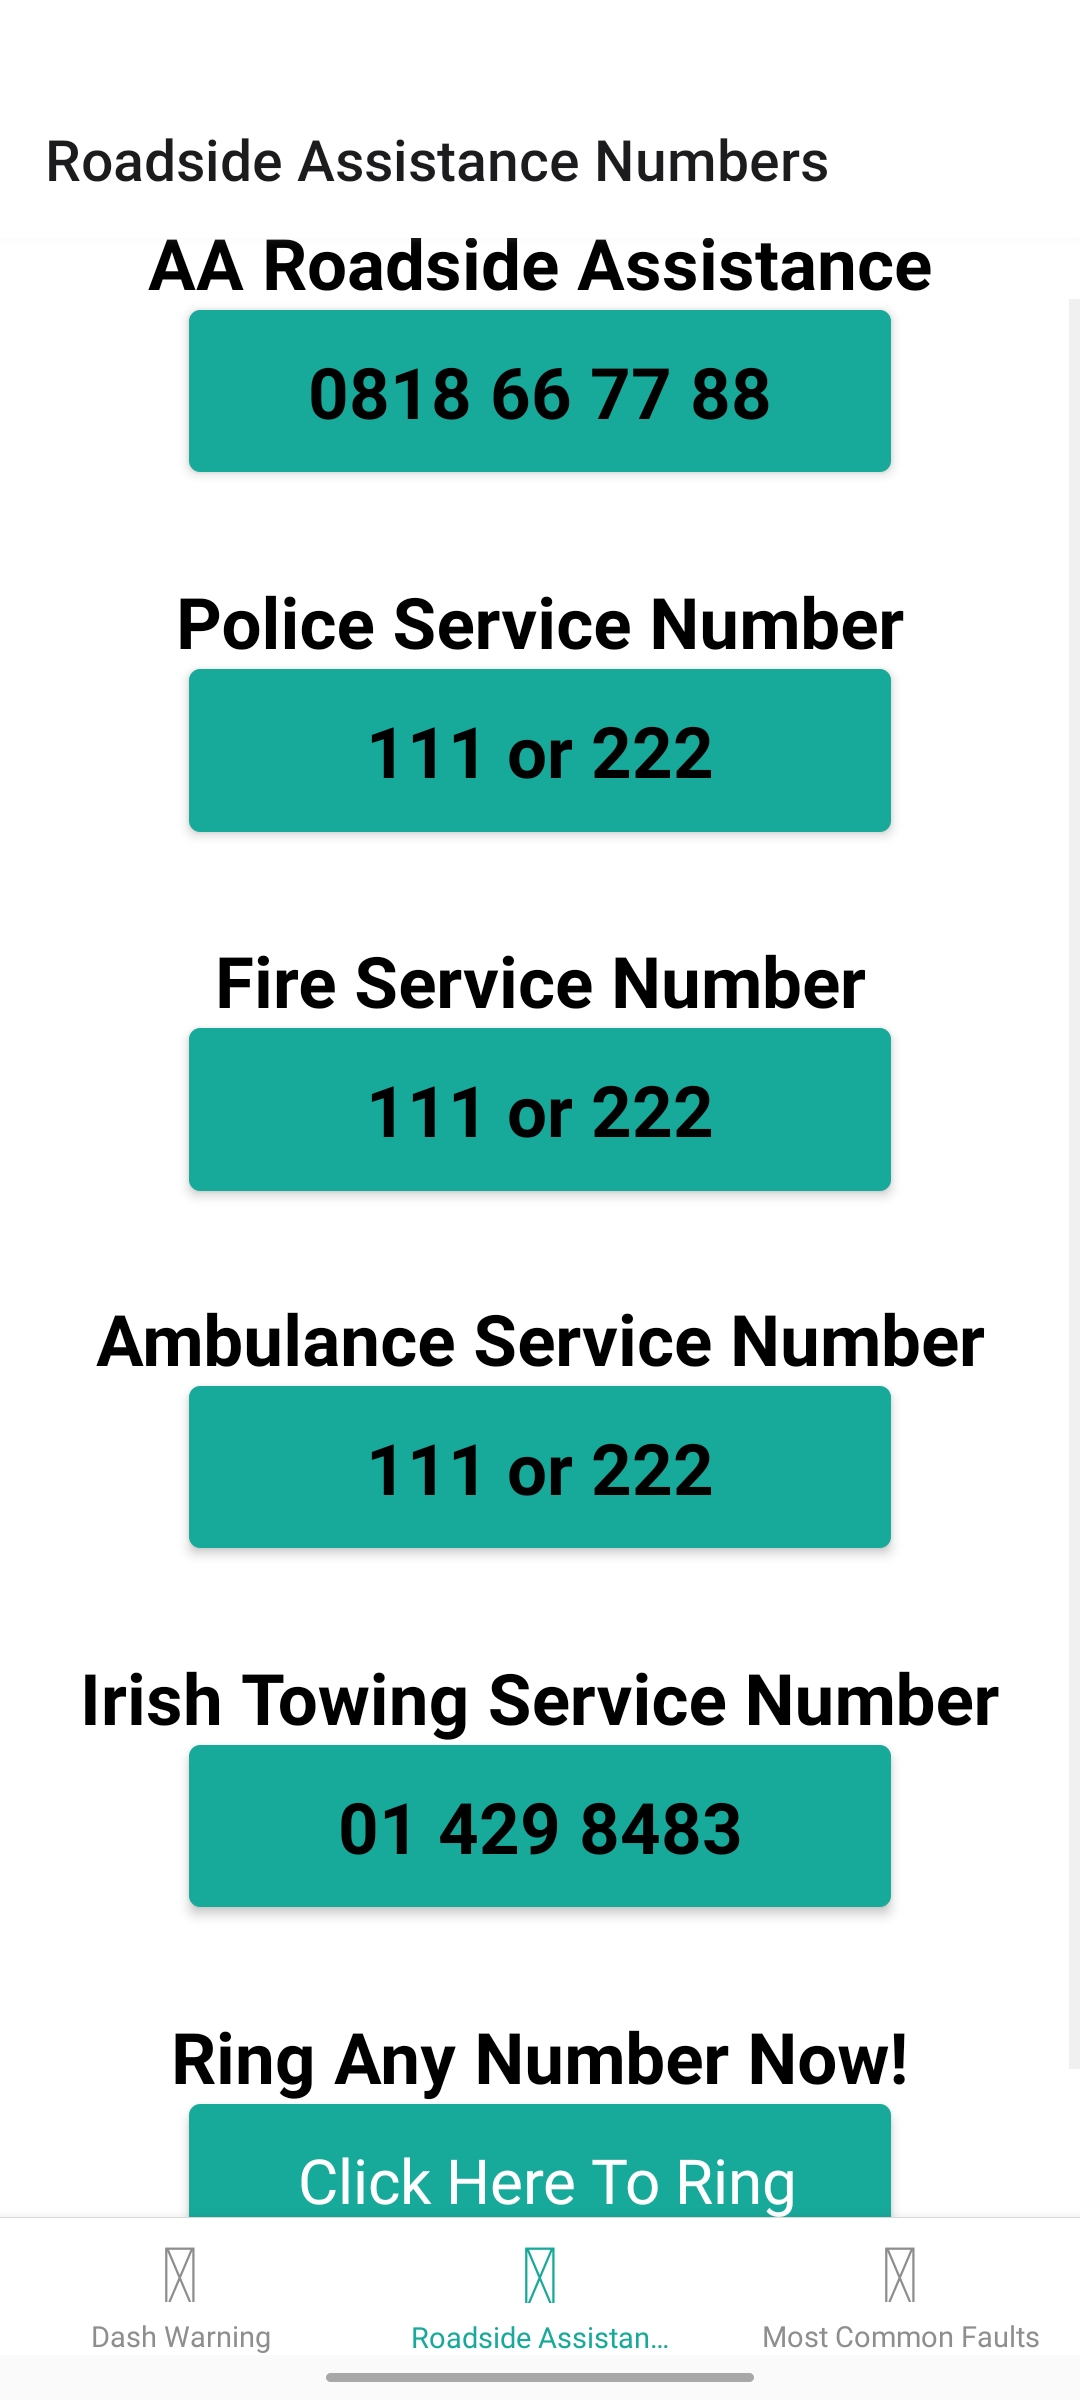 Roadside Assistance Numbers
AA Roadside Assistance
0818 66 77 88
Police Service Number
111 or 222
Fire Service Number
111 or 222
Ambulance Service Number
111 or 222
Irish Towing Service Number
01 429 8483
Ring Any Number Now!
Click Here To Ring
Dash Warning
Roadside Assistan...
Most Common Faults